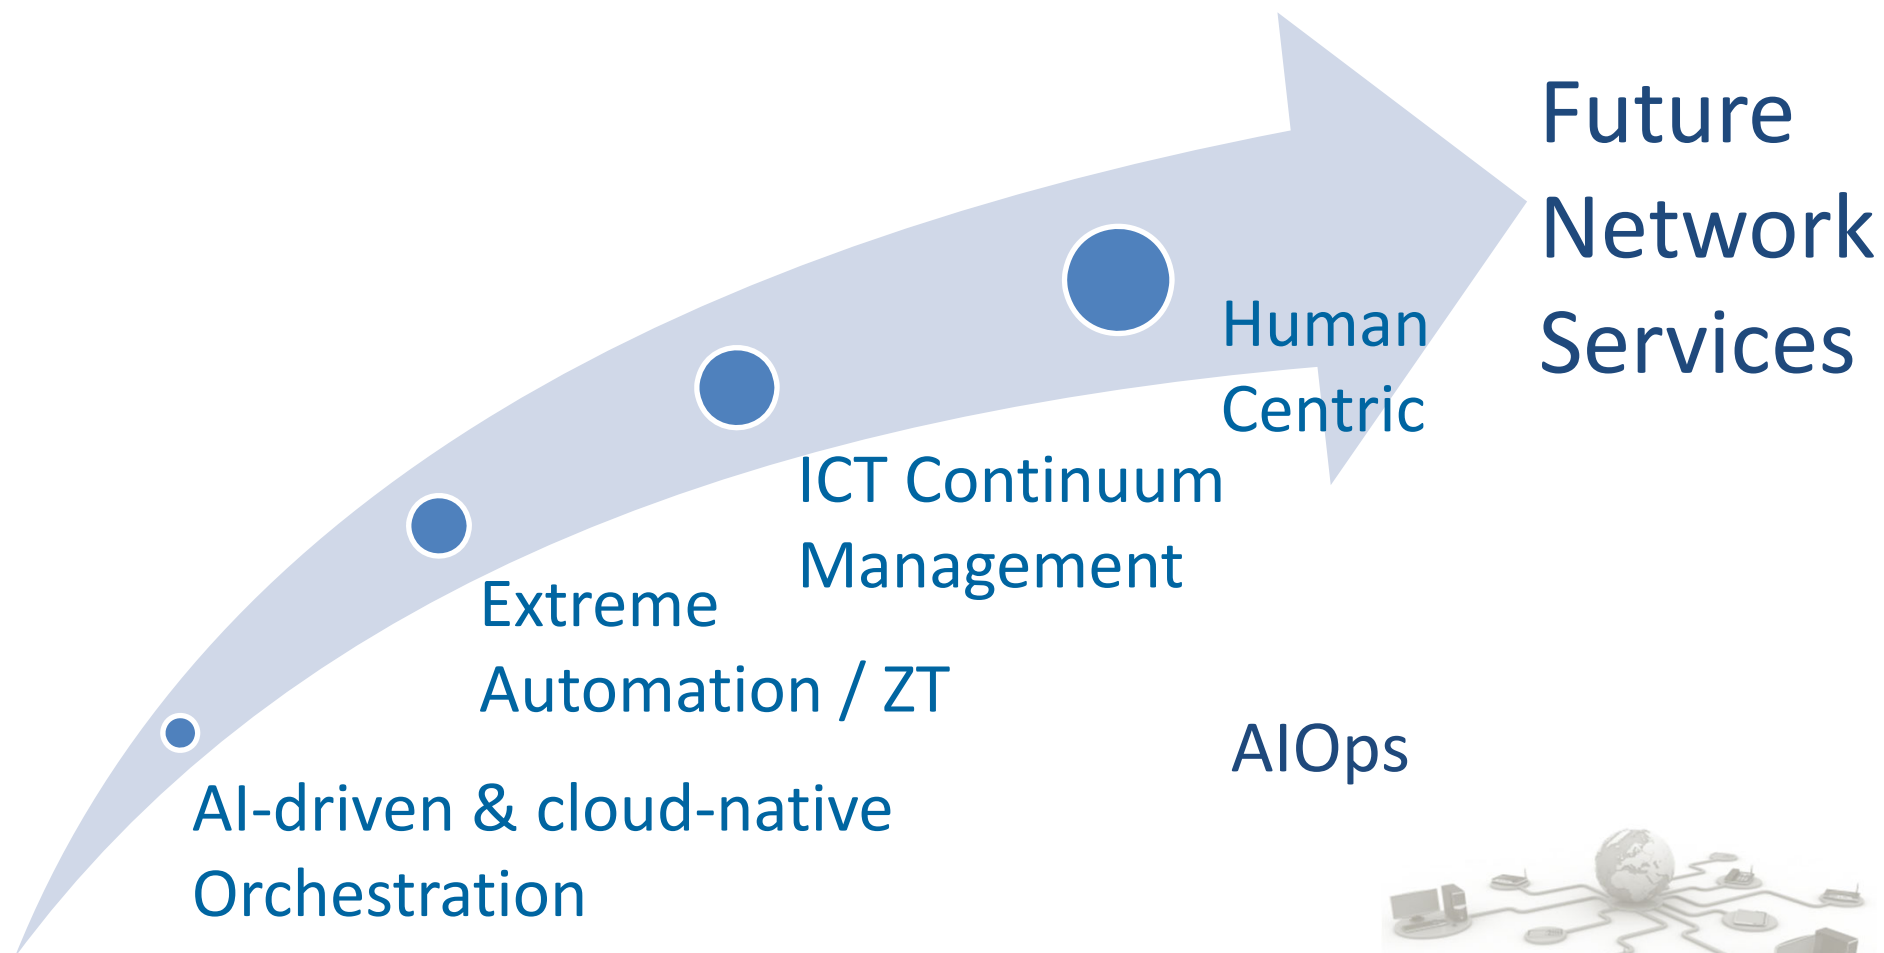 Future
Network
Services
Human
Centric
ICT Continuum
Management
Extreme
Automation / ZT
AIOps
AI-driven & cloud-native
Orchestration